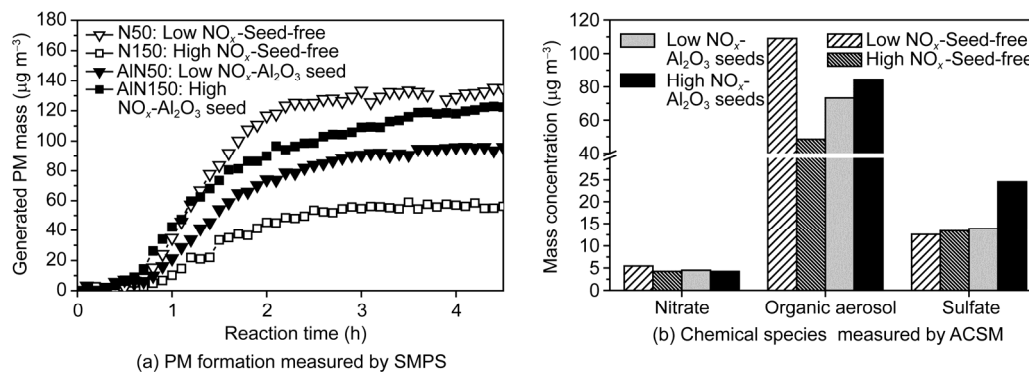 180
160
140
120
100
80
60
40
20
0
Generated PM mass (μg m⁻³)
N50: Low NOₓ-Seed-free
N150: High NOₓ-Seed-free
AlN50: Low NOₓ-Al₂O₃ seed
AlN150: High
NOₓ-Al₂O₃ seed
0 1 2 3 4
Reaction time (h)
(a) PM formation measured by SMPS
120
100
80
60
40
25
20
15
10
5
0
Mass concentration (μg m⁻³)
Low NOₓ-
Al₂O₃ seeds
High NOₓ-
Al₂O₃ seeds
Low NOₓ-Seed-free
High NOₓ-Seed-free
Nitrate Organic aerosol Sulfate
(b) Chemical species measured by ACSM